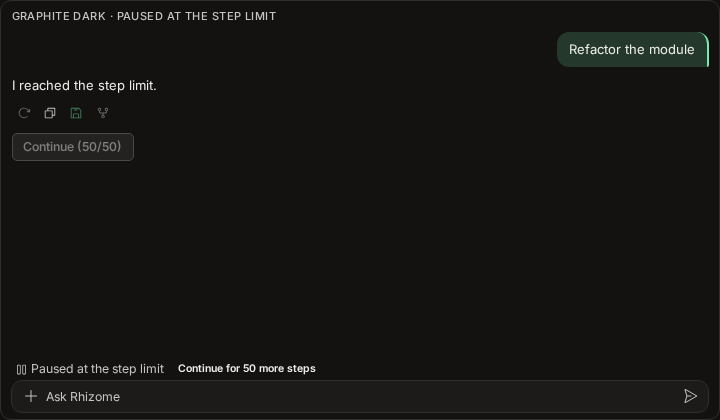 GRAPHITE DARK · PAUSED AT THE STEP LIMIT
Refactor the module
I reached the step limit.
Continue (50/50)
Paused at the step limit Continue for 50 more steps
Ask Rhizome